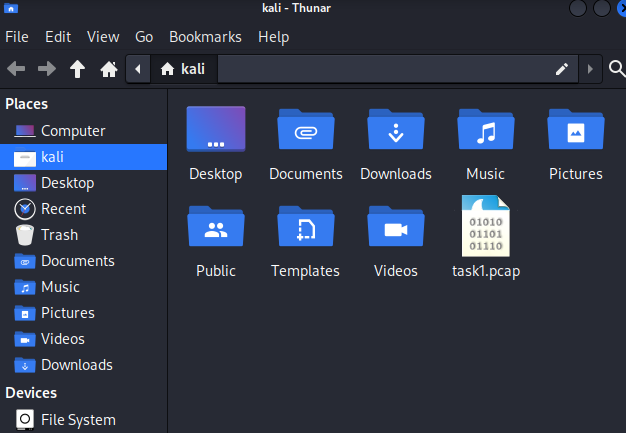 kali - Thunar
File Edit View Go Bookmarks Help
kali
Places
Computer
kali
Desktop
Recent
Trash
Documents
Music
Pictures
Videos
Downloads
Devices
File System
Desktop Documents Downloads Music Pictures
01010
01101
01110
Public Templates Videos task1.pcap